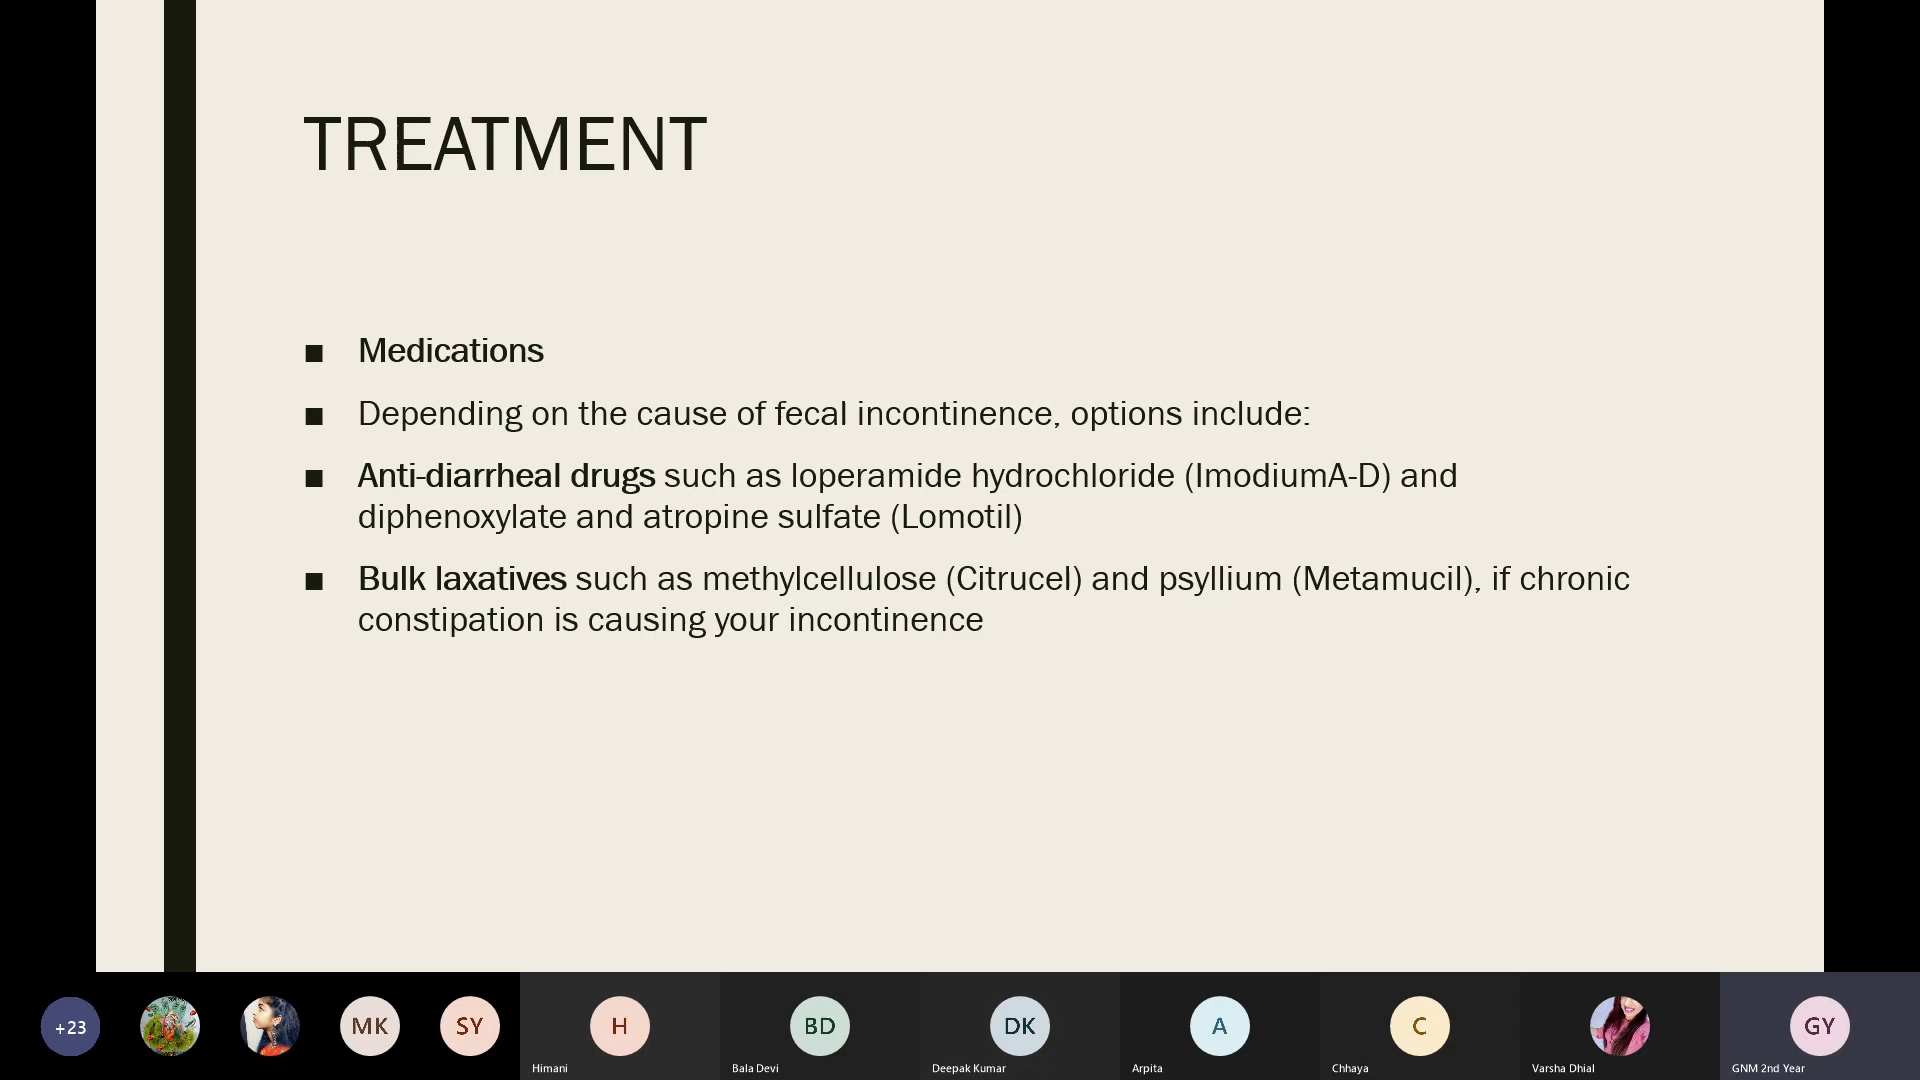 TREATMENT
■ Medications
■ Depending on the cause of fecal incontinence, options include:
■ Anti-diarrheal drugs such as loperamide hydrochloride (ImodiumA-D) and
diphenoxylate and atropine sulfate (Lomotil)
■ Bulk laxatives such as methylcellulose (Citrucel) and psyllium (Metamucil), if chronic
constipation is causing your incontinence
+23
MK
SY
H
BD
DK
A
C
GY
Himani
Bala Devi
Deepak Kumar
Arpita
Chhaya
Varsha Dhial
GNM 2nd Year